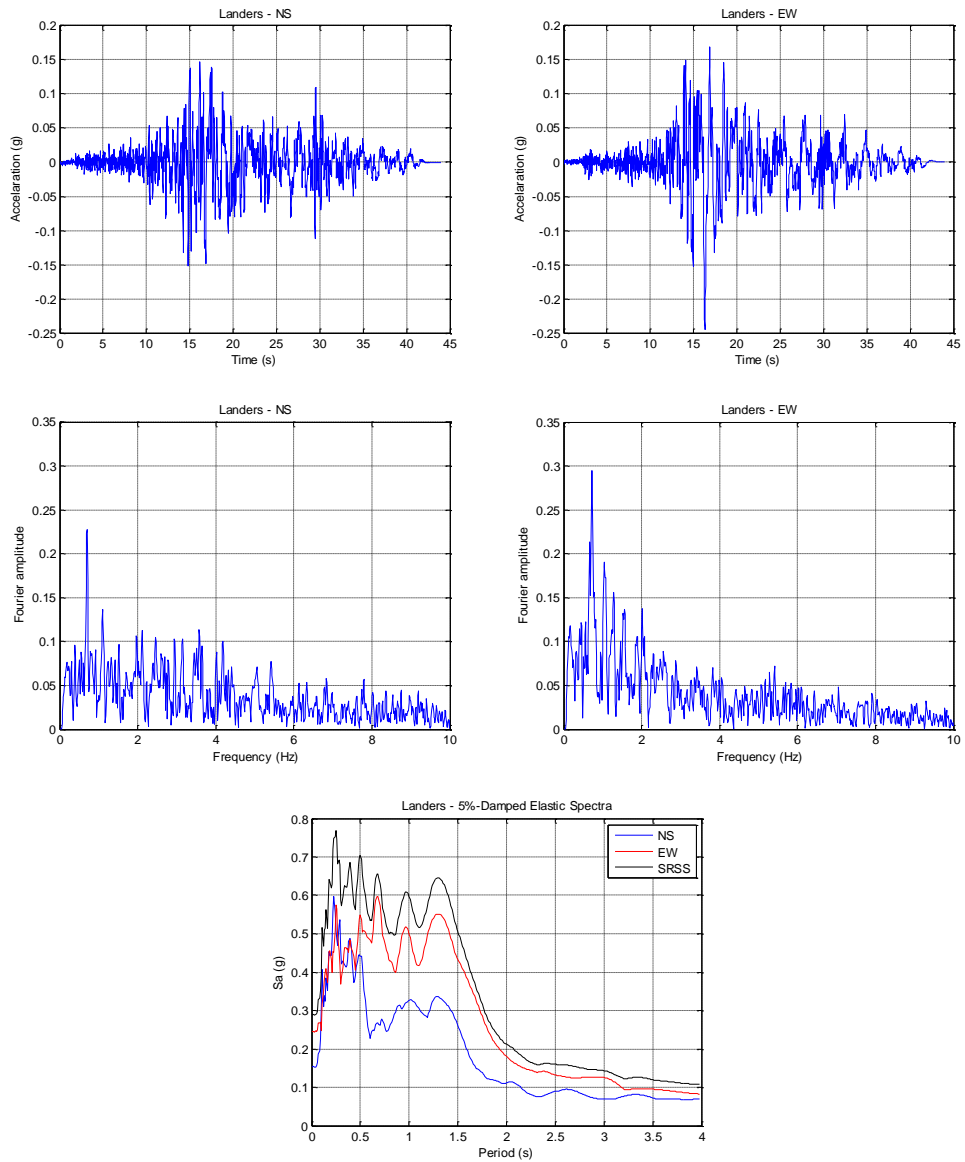 Landers - NS
0.2
0.15
0.1
0.05
0
-0.05
-0.1
-0.15
-0.2
-0.25
Accelaration (g)
0 5 10 15 20 25 30 35 40 45
Time (s)
Landers - EW
0.2
0.15
0.1
0.05
0
-0.05
-0.1
-0.15
-0.2
-0.25
Accelaration (g)
0 5 10 15 20 25 30 35 40 45
Time (s)
Landers - NS
0.35
0.3
0.25
0.2
0.15
0.1
0.05
0
Fourier amplitude
0 2 4 6 8 10
Frequency (Hz)
Landers - EW
0.35
0.3
0.25
0.2
0.15
0.1
0.05
0
Fourier amplitude
0 2 4 6 8 10
Frequency (Hz)
Landers - 5%-Damped Elastic Spectra
0.8
0.7
0.6
0.5
0.4
0.3
0.2
0.1
0
Sa (g)
NS
EW
SRSS
0 0.5 1 1.5 2 2.5 3 3.5 4
Period (s)